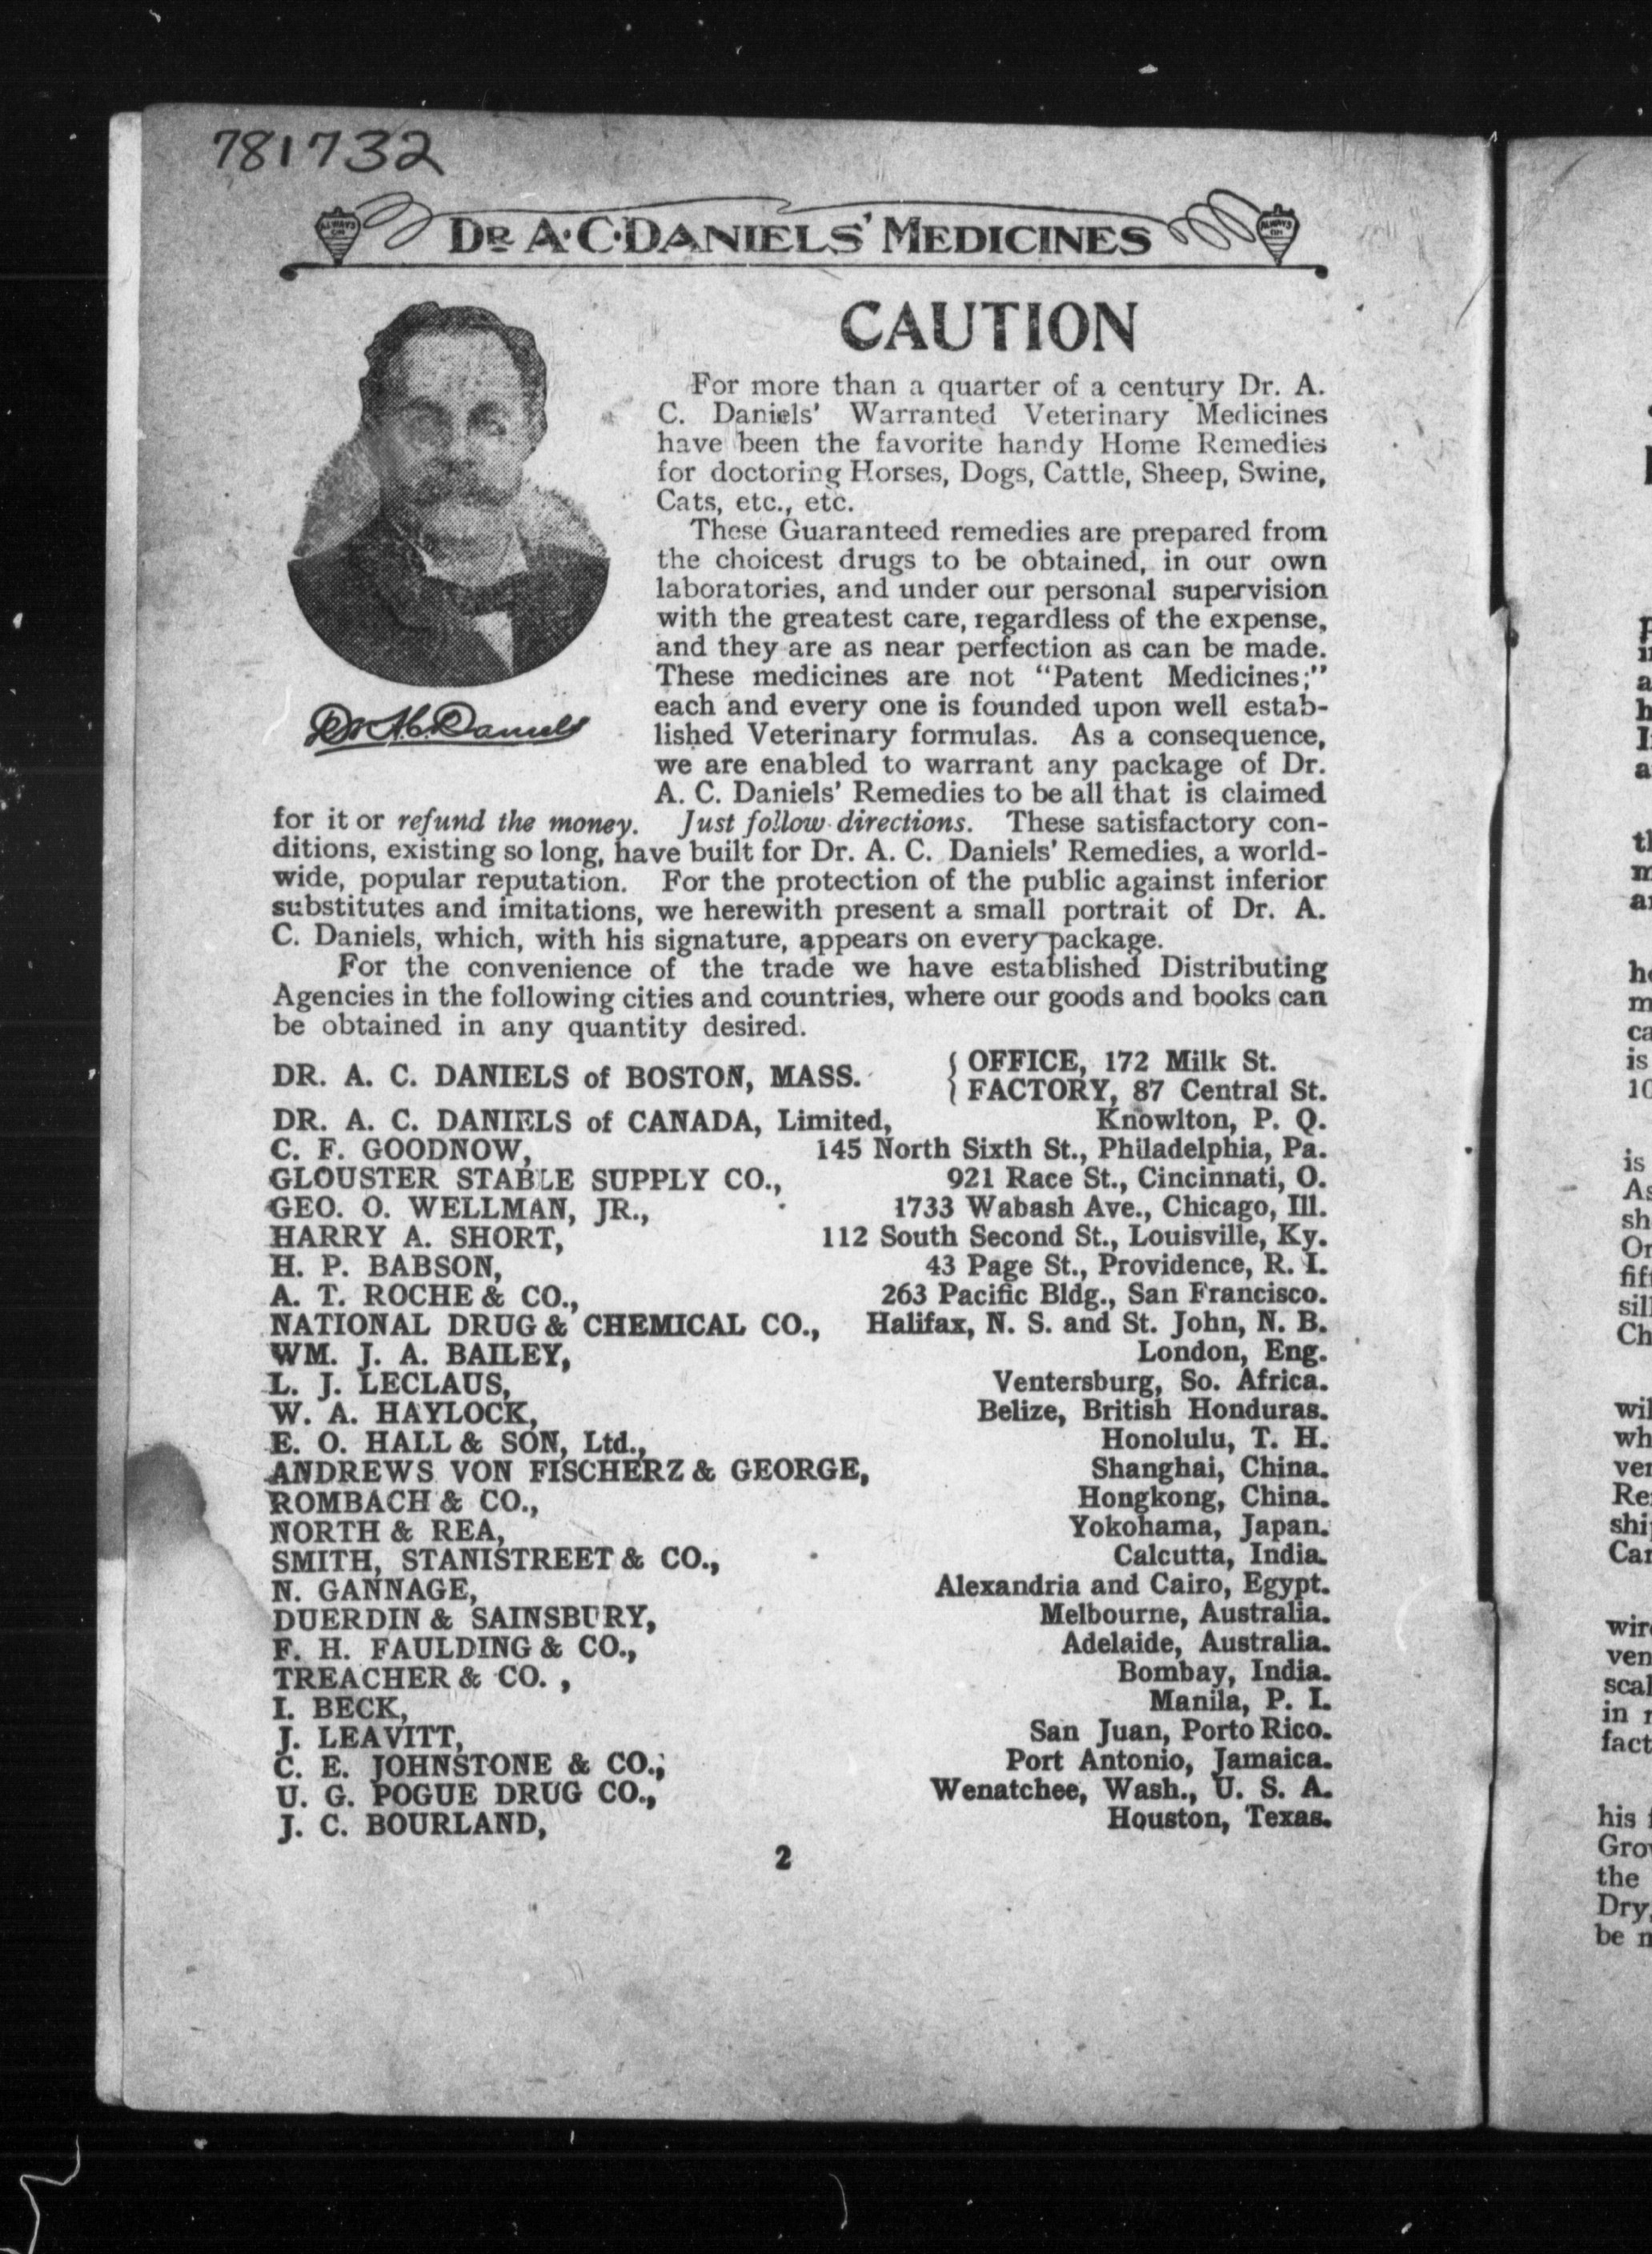 781732
ALWAYS ON
DR A·C·DANIELS' MEDICINES
ALWAYS ON
CAUTION
For more than a quarter of a century Dr. A.
C. Daniels' Warranted Veterinary Medicines
have been the favorite handy Home Remedies
for doctoring Horses, Dogs, Cattle, Sheep, Swine,
Cats, etc., etc.
These Guaranteed remedies are prepared from
the choicest drugs to be obtained, in our own
laboratories, and under our personal supervision
with the greatest care, regardless of the expense,
and they are as near perfection as can be made.
These medicines are not “Patent Medicines;”
each and every one is founded upon well estab-
lished Veterinary formulas. As a consequence,
we are enabled to warrant any package of Dr.
A. C. Daniels' Remedies to be all that is claimed
Dr A.C. Daniels
for it or refund the money. Just follow directions. These satisfactory con-
ditions, existing so long, have built for Dr. A. C. Daniels' Remedies, a world-
wide, popular reputation. For the protection of the public against inferior
substitutes and imitations, we herewith present a small portrait of Dr. A.
C. Daniels, which, with his signature, appears on every package.
For the convenience of the trade we have established Distributing
Agencies in the following cities and countries, where our goods and books can
be obtained in any quantity desired.
DR. A. C. DANIELS of BOSTON, MASS. { OFFICE, 172 Milk St.
FACTORY, 87 Central St.
DR. A. C. DANIELS of CANADA, Limited, Knowlton, P. Q.
C. F. GOODNOW, 145 North Sixth St., Philadelphia, Pa.
GLOUSTER STABLE SUPPLY CO., 921 Race St., Cincinnati, O.
GEO. O. WELLMAN, JR., 1733 Wabash Ave., Chicago, Ill.
HARRY A. SHORT, 112 South Second St., Louisville, Ky.
H. P. BABSON, 43 Page St., Providence, R. I.
A. T. ROCHE & CO., 263 Pacific Bldg., San Francisco.
NATIONAL DRUG & CHEMICAL CO., Halifax, N. S. and St. John, N. B.
WM. J. A. BAILEY, London, Eng.
L. J. LECLAUS, Ventersburg, So. Africa.
W. A. HAYLOCK, Belize, British Honduras.
E. O. HALL & SON, Ltd., Honolulu, T. H.
ANDREWS VON FISCHERZ & GEORGE, Shanghai, China.
ROMBACH & CO., Hongkong, China.
NORTH & REA, Yokohama, Japan.
SMITH, STANISTREET & CO., Calcutta, India.
N. GANNAGE, Alexandria and Cairo, Egypt.
DUERDIN & SAINSBURY, Melbourne, Australia.
F. H. FAULDING & CO., Adelaide, Australia.
TREACHER & CO., Bombay, India.
I. BECK, Manila, P. I.
J. LEAVITT, San Juan, Porto Rico.
C. E. JOHNSTONE & CO., Port Antonio, Jamaica.
U. G. POGUE DRUG CO., Wenatchee, Wash., U. S. A.
J. C. BOURLAND, Houston, Texas.
2
is
is
the
his